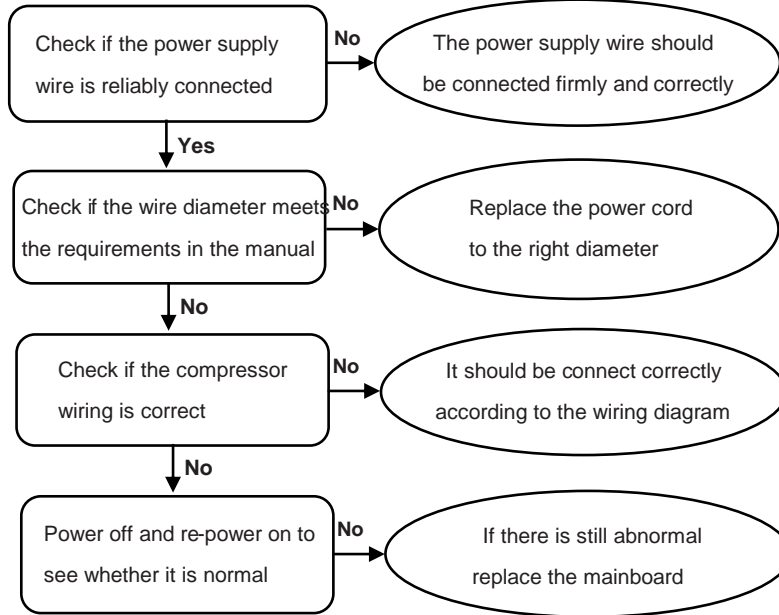 Check if the power supply
wire is reliably connected
No
The power supply wire should
be connected firmly and correctly
Yes
Check if the wire diameter meets
the requirements in the manual
No
Replace the power cord
to the right diameter
No
Check if the compressor
wiring is correct
No
It should be connect correctly
according to the wiring diagram
No
Power off and re-power on to
see whether it is normal
No
If there is still abnormal
replace the mainboard